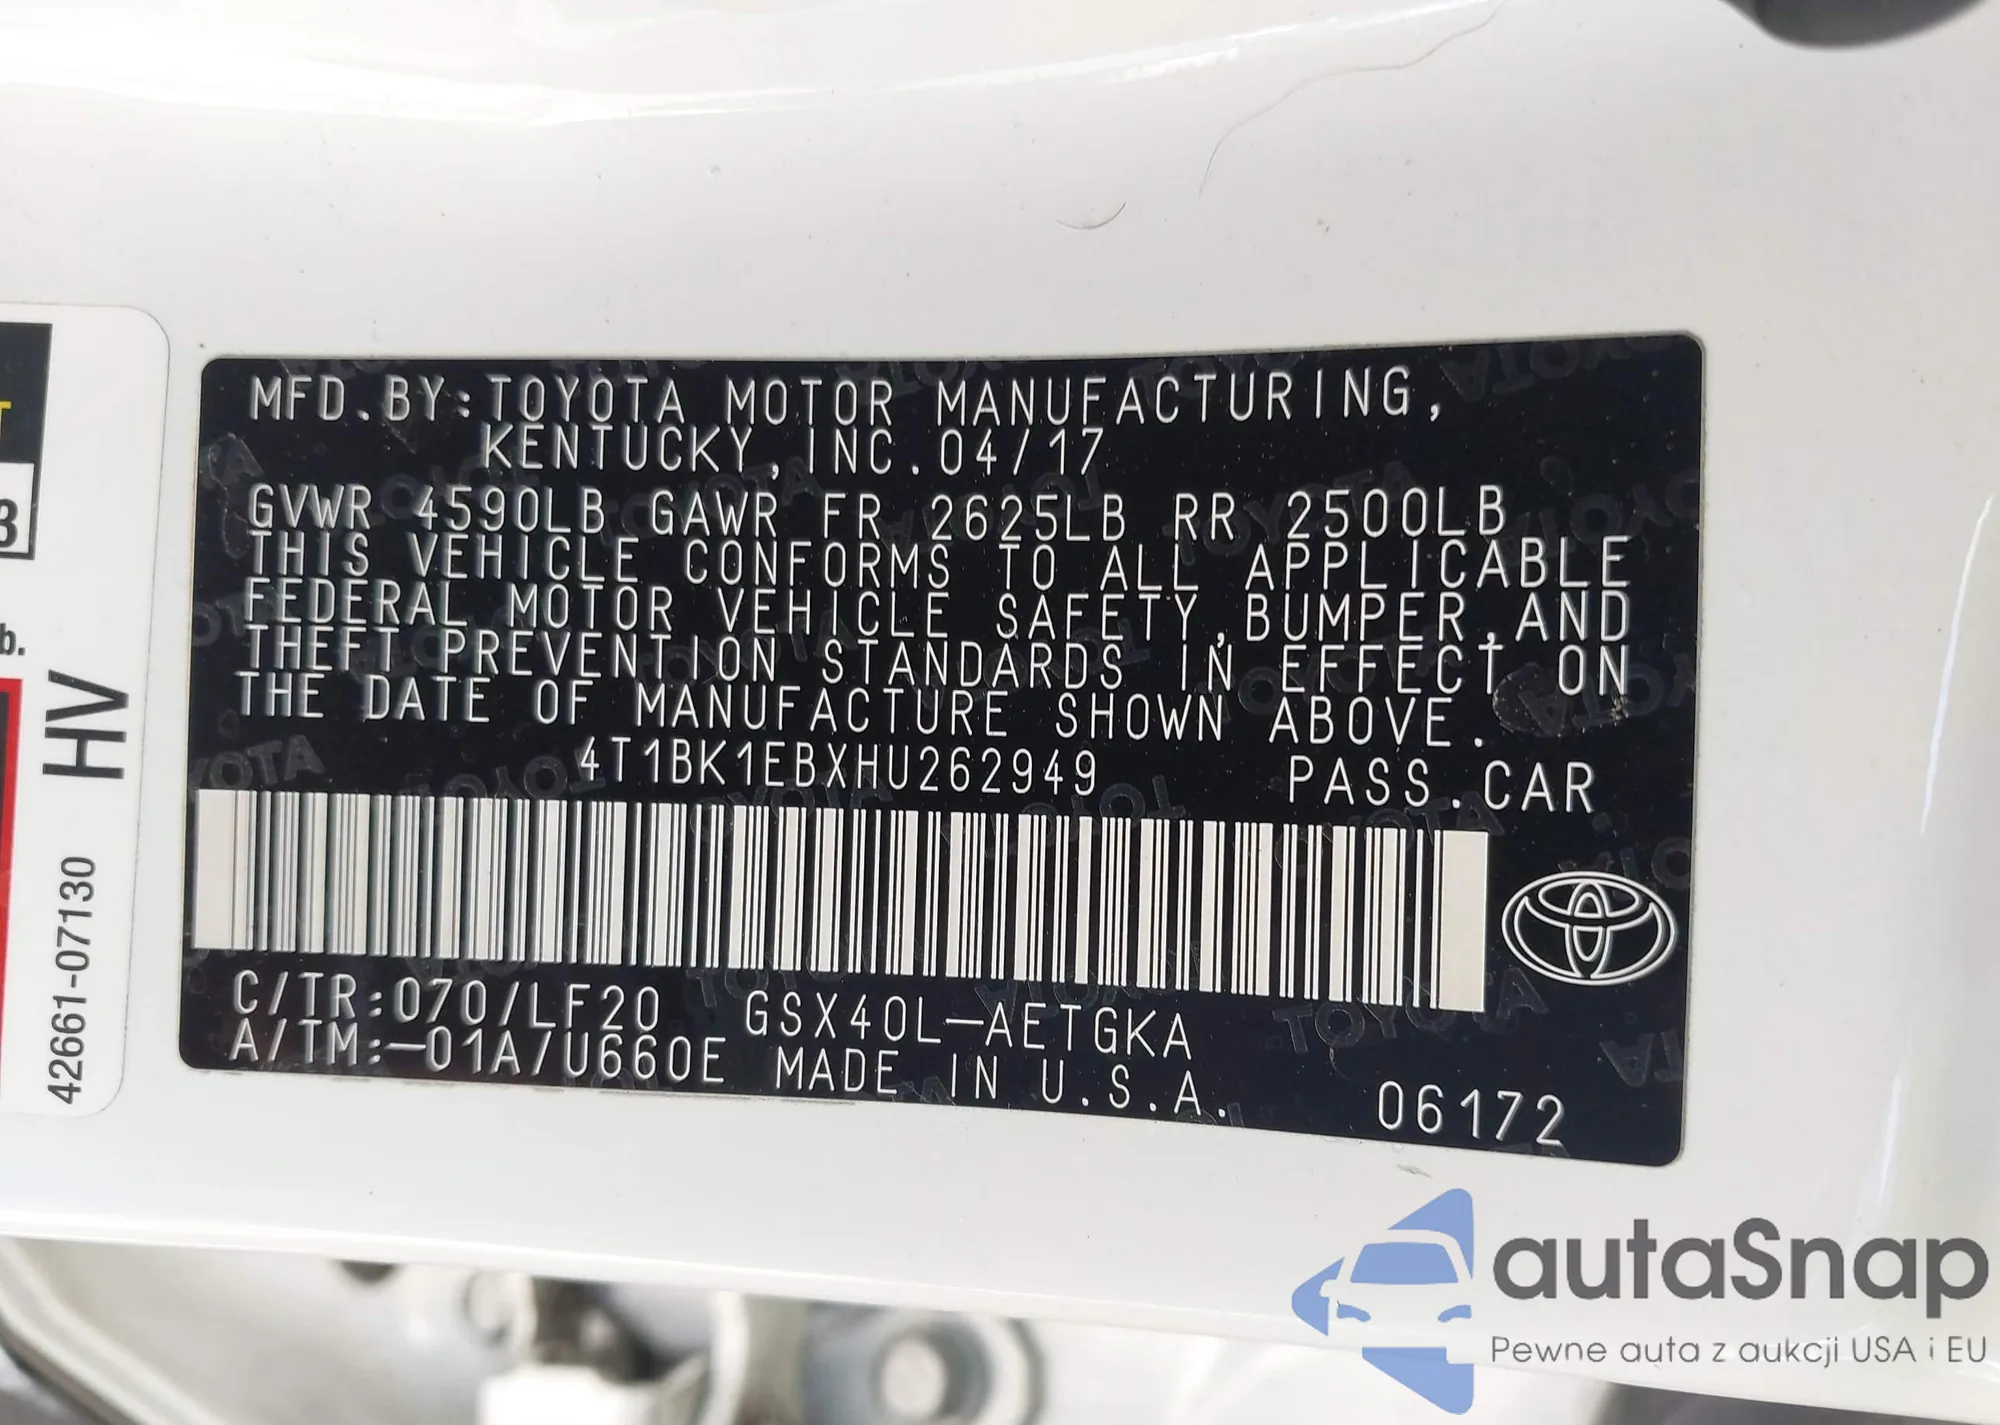 MFD.BY:TOYOTA MOTOR MANUFACTURING,
KENTUCKY,INC.04/17
GVWR 4590LB GAWR FR 2625LB RR 2500LB
THIS VEHICLE CONFORMS TO ALL APPLICABLE
FEDERAL MOTOR VEHICLE SAFETY,BUMPER,AND
THEFT PREVENTION STANDARDS IN EFFECT ON
THE DATE OF MANUFACTURE SHOWN ABOVE.
4T1BK1EBXHU262949 PASS.CAR
C/TR:070/LF20 GSX40L-AETGKA
A/TM:-01A/U660E MADE IN U.S.A.
06172
T
3
b.
HV
42661-07130
autaSnap
Pewne auta z aukcji USA i EU